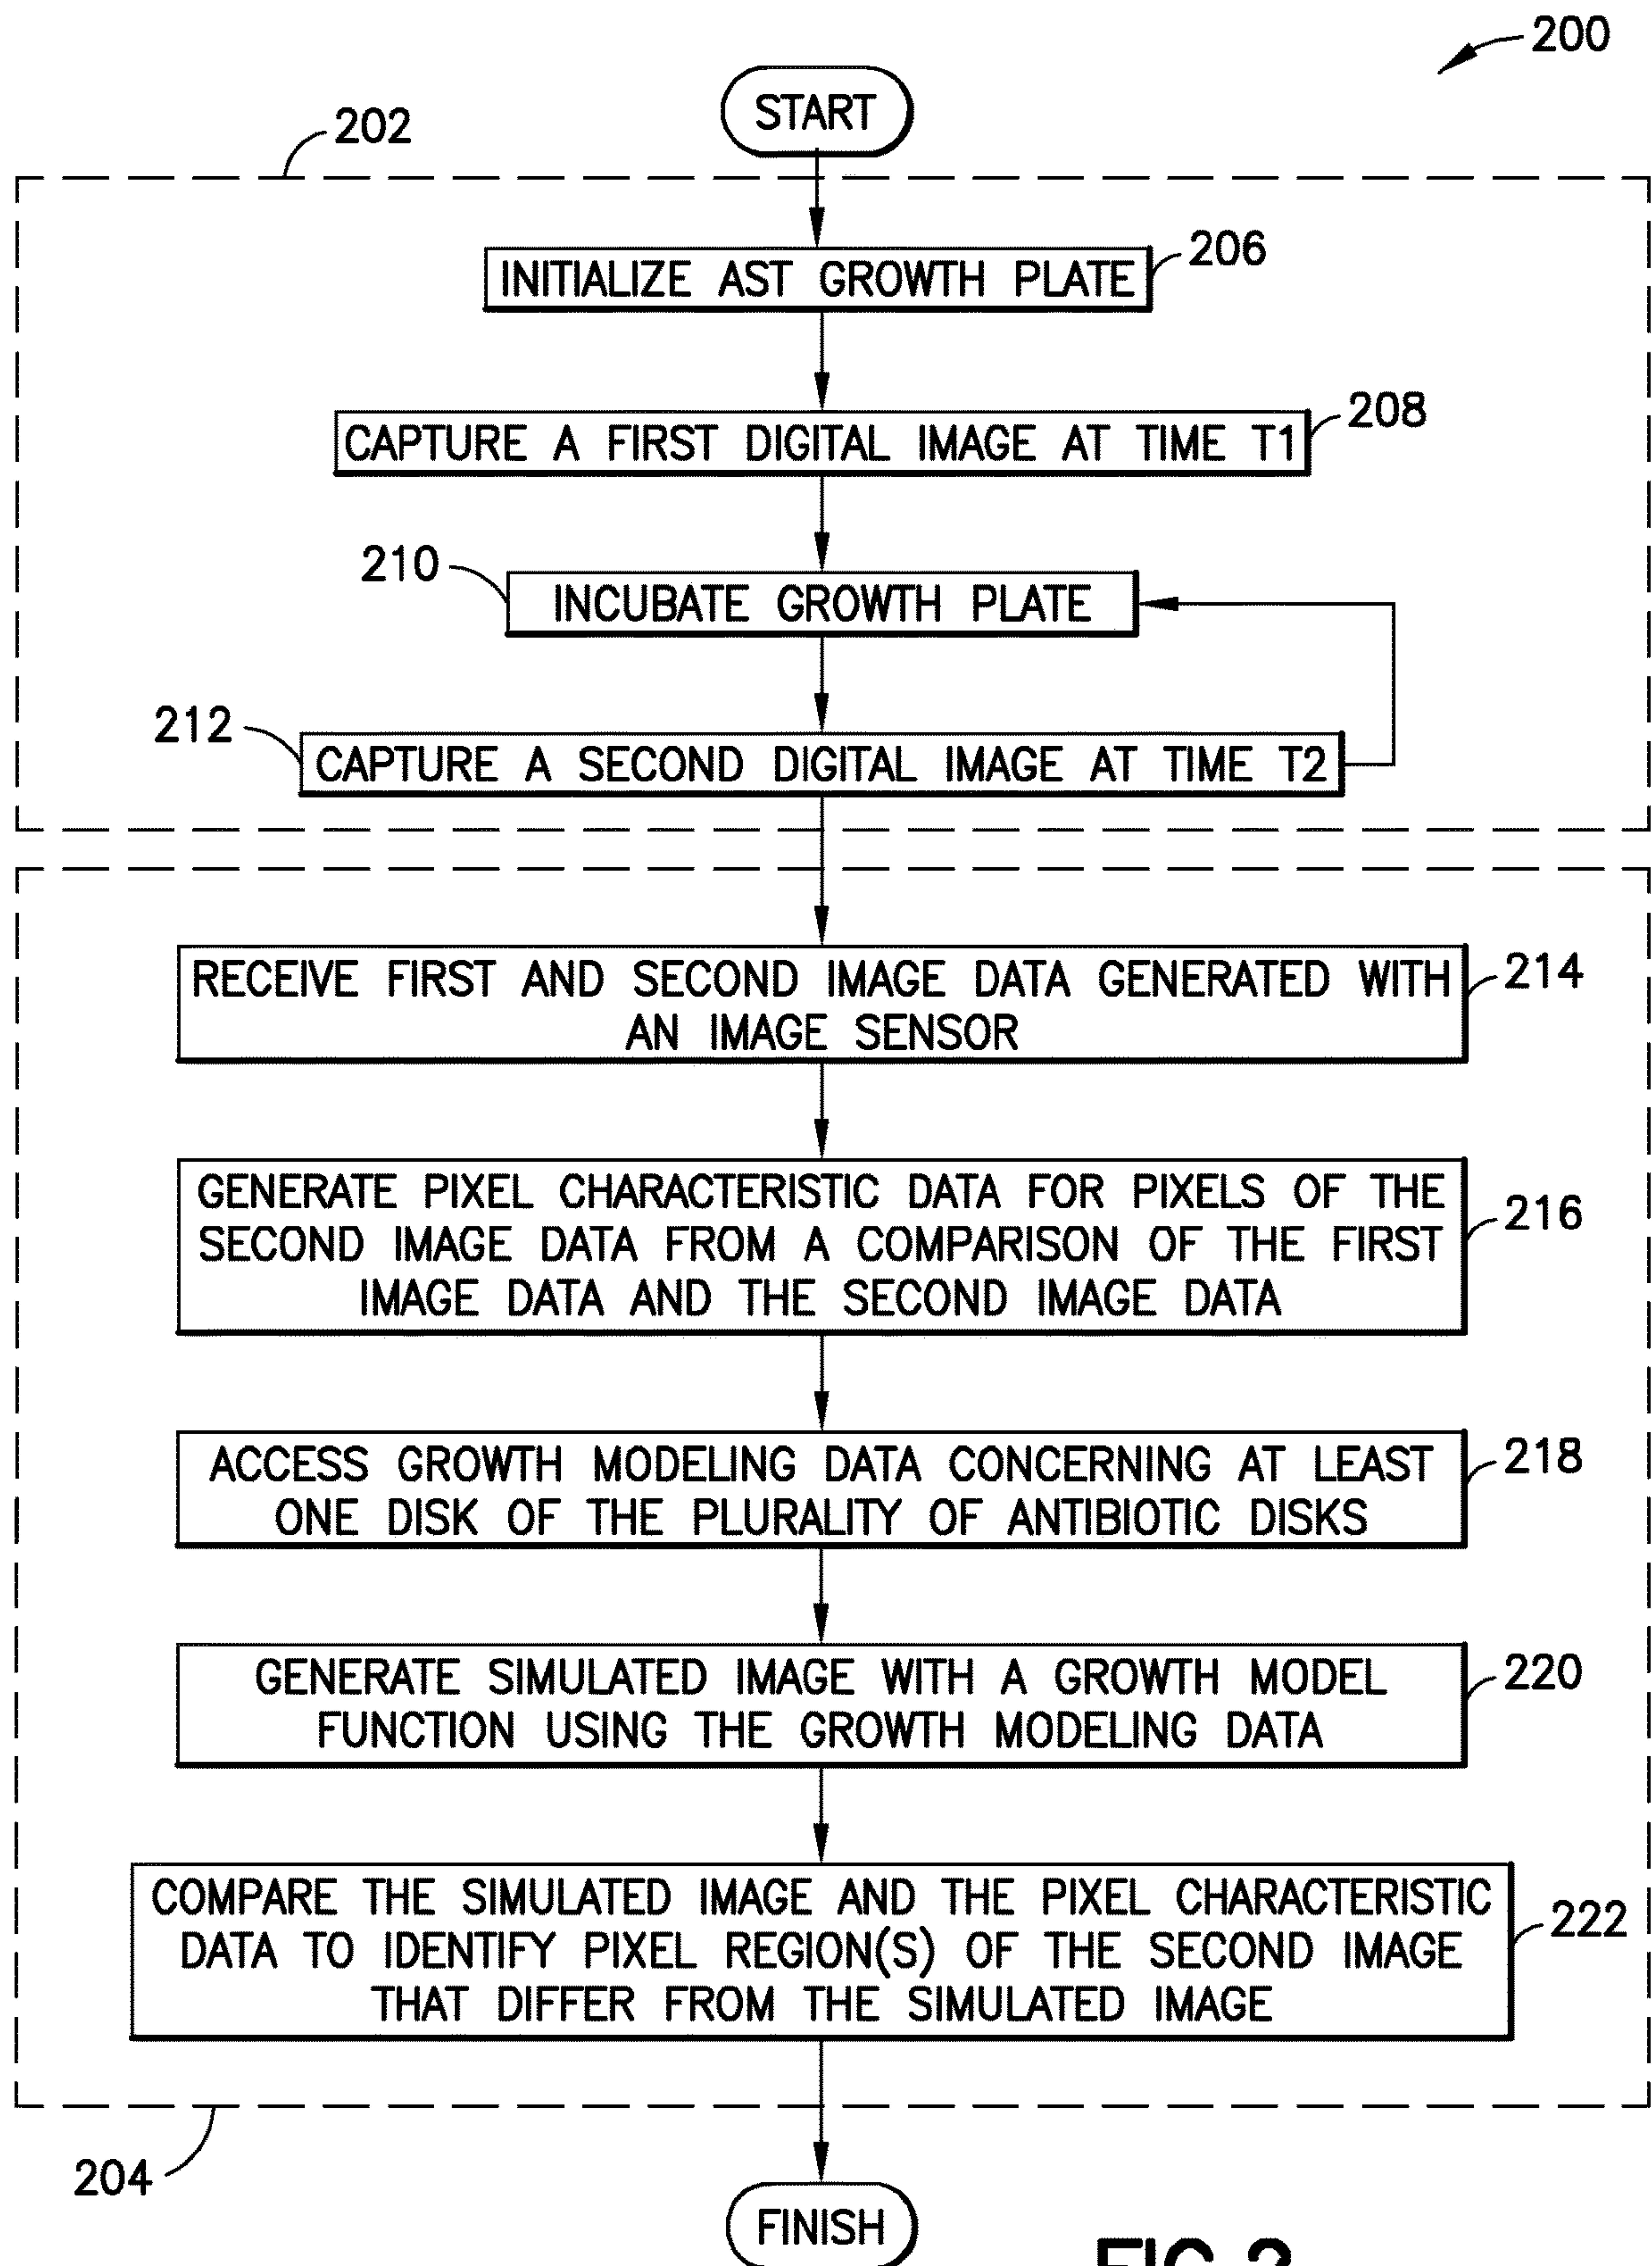 200
START
202
INITIALIZE AST GROWTH PLATE
206
CAPTURE A FIRST DIGITAL IMAGE AT TIME T1
208
210
INCUBATE GROWTH PLATE
212
CAPTURE A SECOND DIGITAL IMAGE AT TIME T2
RECEIVE FIRST AND SECOND IMAGE DATA GENERATED WITH
AN IMAGE SENSOR
214
GENERATE PIXEL CHARACTERISTIC DATA FOR PIXELS OF THE
SECOND IMAGE DATA FROM A COMPARISON OF THE FIRST
IMAGE DATA AND THE SECOND IMAGE DATA
216
ACCESS GROWTH MODELING DATA CONCERNING AT LEAST
ONE DISK OF THE PLURALITY OF ANTIBIOTIC DISKS
218
GENERATE SIMULATED IMAGE WITH A GROWTH MODEL
FUNCTION USING THE GROWTH MODELING DATA
220
COMPARE THE SIMULATED IMAGE AND THE PIXEL CHARACTERISTIC
DATA TO IDENTIFY PIXEL REGION(S) OF THE SECOND IMAGE
THAT DIFFER FROM THE SIMULATED IMAGE
222
204
FINISH